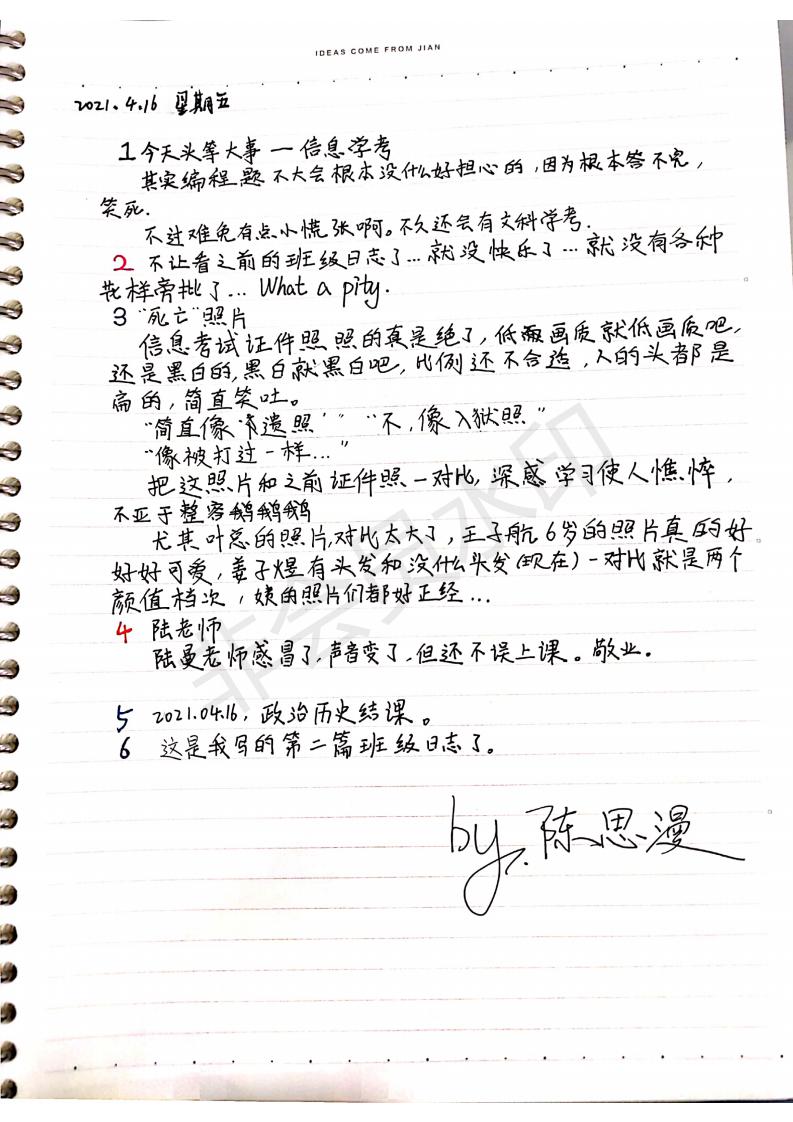 IDEAS COME FROM JIAN
2021.4.16 星期五
1 今天头等大事 — 信息学考
其实编程题不大会根本没什么好担心的,因为根本答不完,
笑死.
不过难免有点小慌张啊。不久还会有文科学考.
2 不让看之前的班级日志了...就没快乐了...就没有各种
花样旁批了... What a pity.
3 "死亡"照片
信息考试证件照照的真是绝了,低画质就低画质吧,
还是黑白的,黑白就黑白吧,比例还不合适,人的头都是
扁的,简直笑吐。
"简直像遗照" "不,像入狱照"
"像被打过一样..."
把这照片和之前证件照一对比,深感学习使人憔悴,
不亚于整容鹅鹅鹅
尤其叶总的照片,对比太大了,王子航6岁的照片真的好
好好可爱,姜子煜有头发和没什么头发(现在)一对比就是两个
颜值档次,姨的照片们都好正经...
4 陆老师
陆曼老师感冒了,声音变了,但还不误上课。敬业.
5 2021.04.16,政治历史结课。
6 这是我写的第二篇班级日志了。
by. 陈思漫
非会员水印